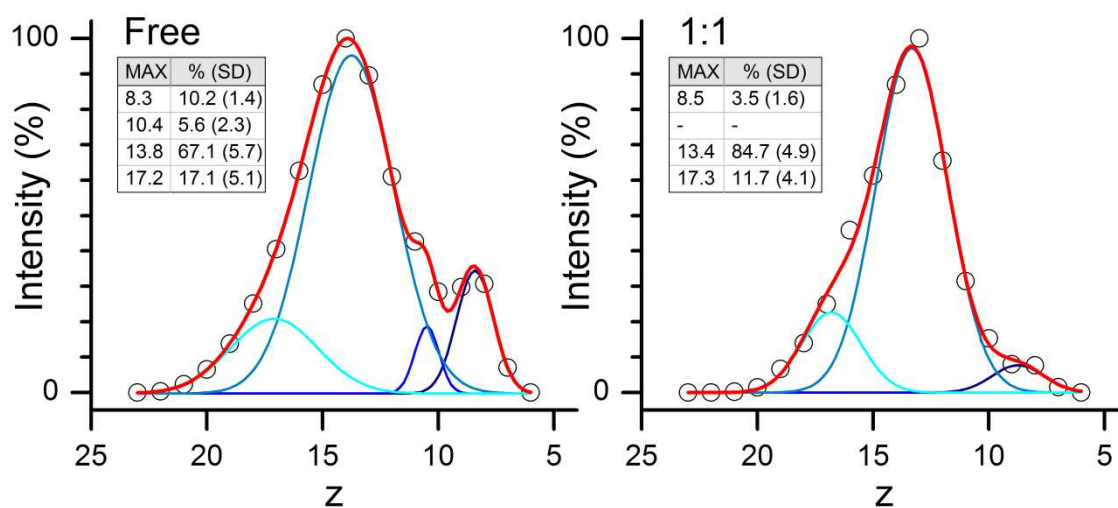 Free
MAX % (SD)
8.3 10.2 (1.4)
10.4 5.6 (2.3)
13.8 67.1 (5.7)
17.2 17.1 (5.1)
100
0
Intensity (%)
25 20 15 10 5
z
1:1
MAX % (SD)
8.5 3.5 (1.6)
- -
13.4 84.7 (4.9)
17.3 11.7 (4.1)
100
0
Intensity (%)
25 20 15 10 5
z